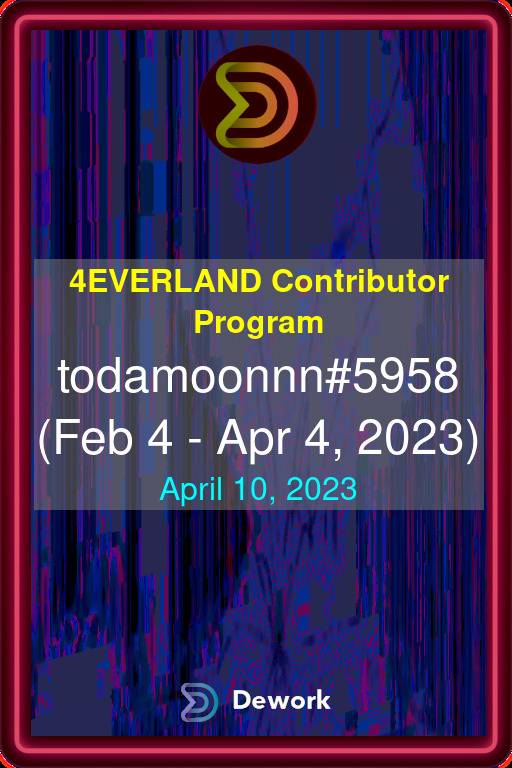 4EVERLAND Contributor
Program
todamoonnn#5958
(Feb 4 - Apr 4, 2023)
April 10, 2023
Dework